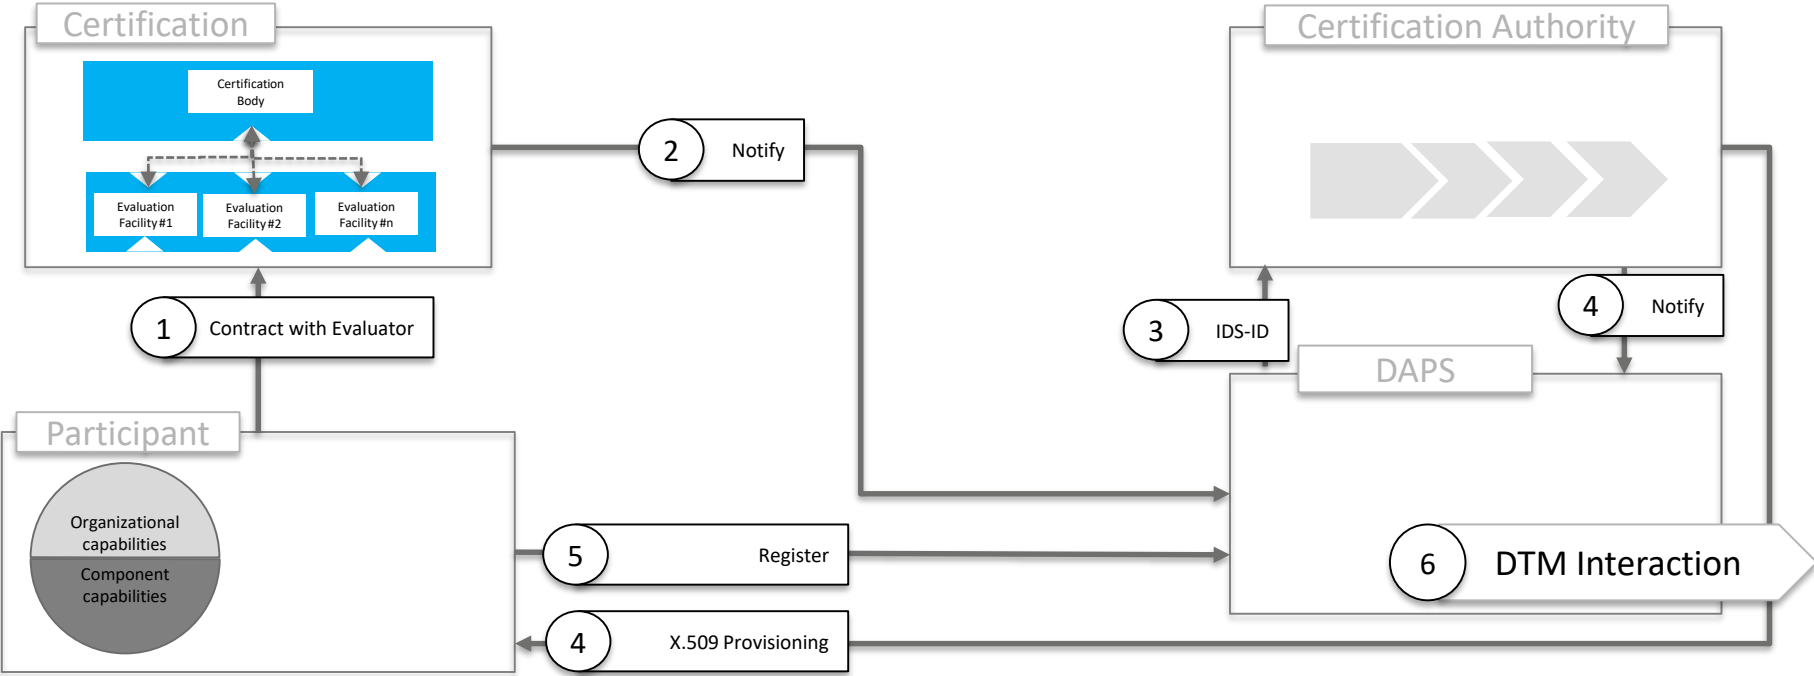 Certification
Certification Authority
Certification
Body
2
Notify
Evaluation
Facility #1
Evaluation
Facility #2
Evaluation
Facility #n
1
Contract with Evaluator
3
IDS-ID
4
Notify
DAPS
Participant
Organizational
capabilities
Component
capabilities
5
Register
6
DTM Interaction
4
X.509 Provisioning